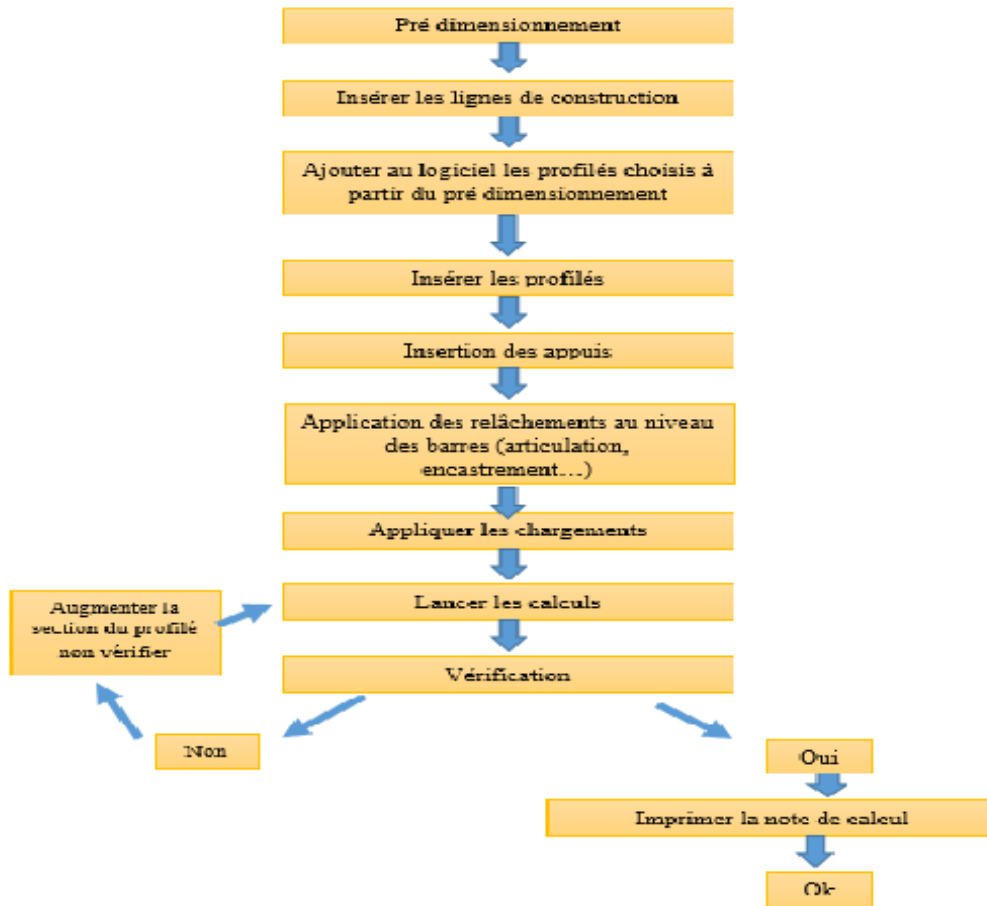 Pré dimensionnement
Insérer les lignes de construction
Ajouter au logiciel les profilés choisis à
partir du pré dimensionnement
Insérer les profilés
Insertion des appuis
Application des relâchements au niveau
des barres (articulation,
encastrement…)
Appliquer les chargements
Lancer les calculs
Augmenter la
section du profilé
non vérifier
Vérification
Non
Oui
Imprimer la note de calcul
Ok